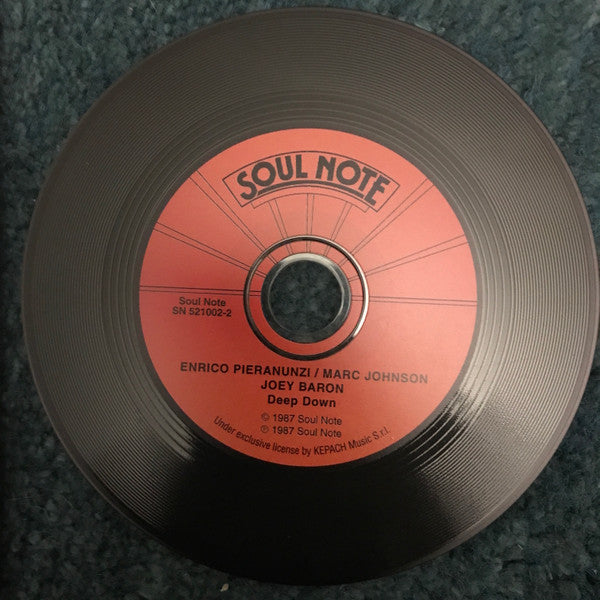 SOUL NOTE
Soul Note
SN 521002-2
ENRICO PIERANUNZI / MARC JOHNSON
JOEY BARON
Deep Down
© 1987 Soul Note
℗ 1987 Soul Note
Under exclusive license by KEPACH Music S.r.l.